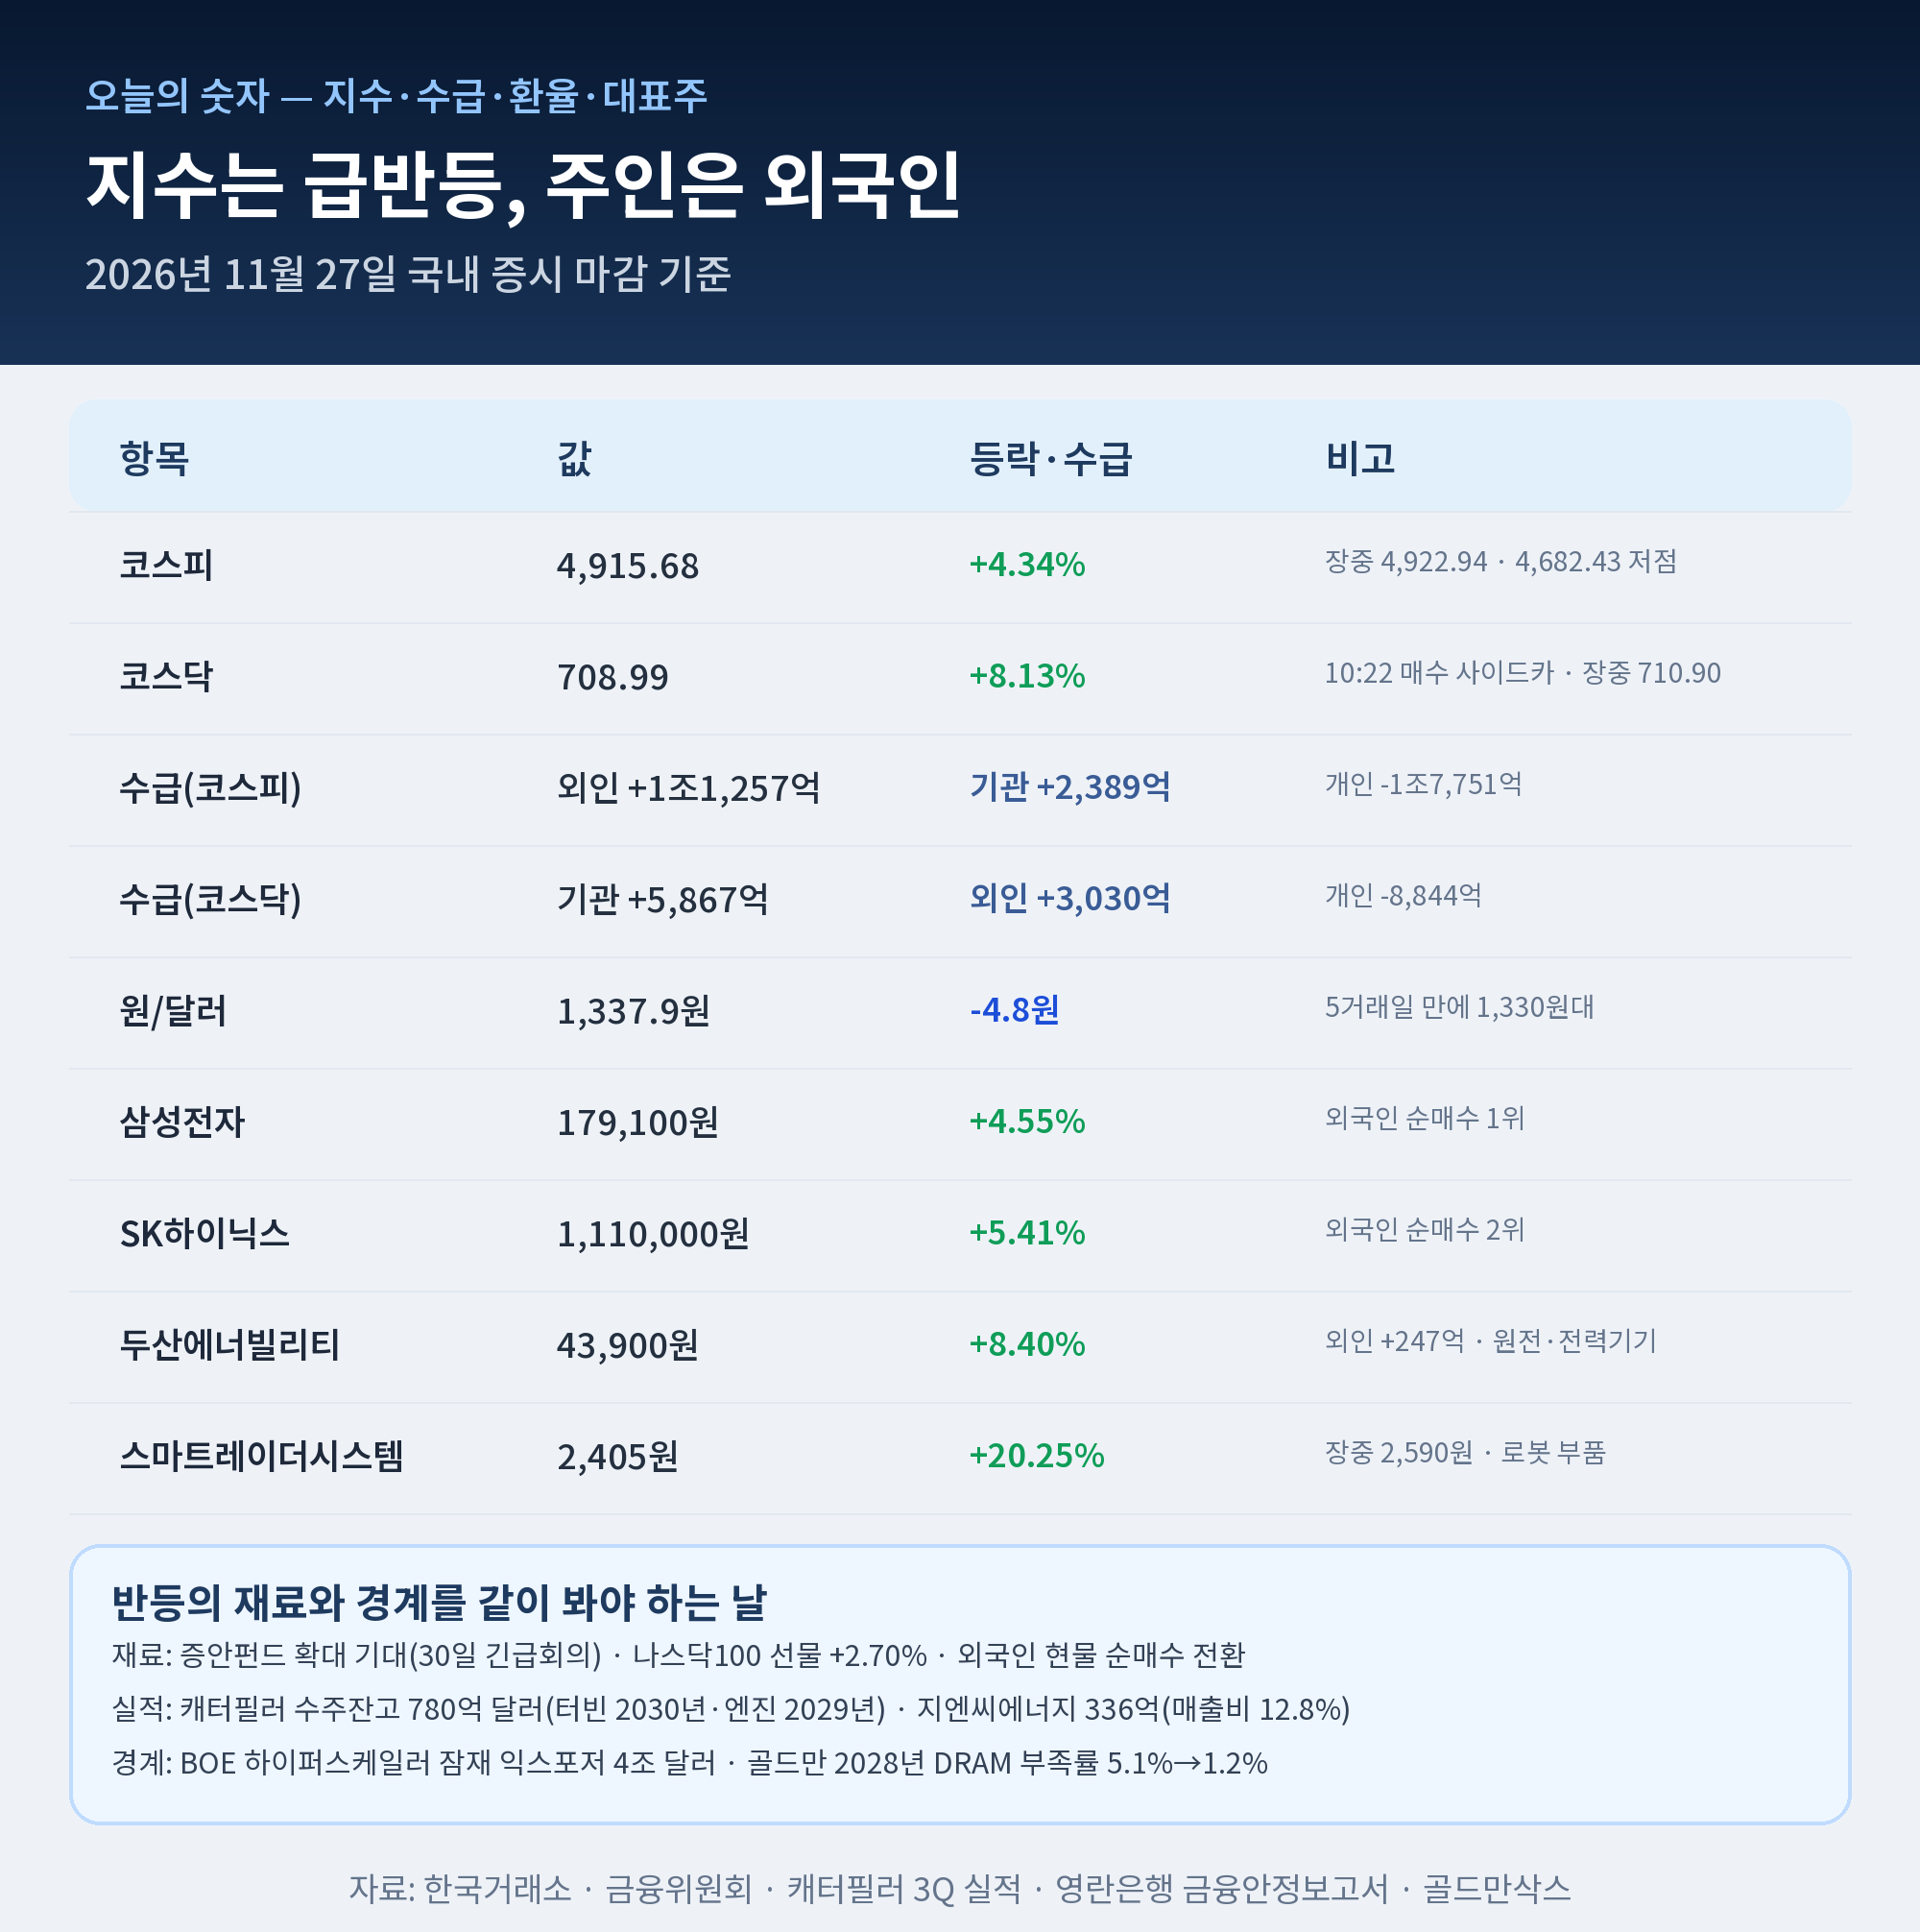 오늘의 숫자 — 지수·수급·환율·대표주
지수는 급반등, 주인은 외국인
2026년 11월 27일 국내 증시 마감 기준
항목 값 등락·수급 비고
코스피 4,915.68 +4.34% 장중 4,922.94 · 4,682.43 저점
코스닥 708.99 +8.13% 10:22 매수 사이드카 · 장중 710.90
수급(코스피) 외인 +1조1,257억 기관 +2,389억 개인 -1조7,751억
수급(코스닥) 기관 +5,867억 외인 +3,030억 개인 -8,844억
원/달러 1,337.9원 -4.8원 5거래일 만에 1,330원대
삼성전자 179,100원 +4.55% 외국인 순매수 1위
SK하이닉스 1,110,000원 +5.41% 외국인 순매수 2위
두산에너빌리티 43,900원 +8.40% 외인 +247억 · 원전·전력기기
스마트레이더시스템 2,405원 +20.25% 장중 2,590원 · 로봇 부품
반등의 재료와 경계를 같이 봐야 하는 날
재료: 증안펀드 확대 기대(30일 긴급회의) · 나스닥100 선물 +2.70% · 외국인 현물 순매수 전환
실적: 캐터필러 수주잔고 780억 달러(터빈 2030년·엔진 2029년) · 지엔씨에너지 336억(매출비 12.8%)
경계: BOE 하이퍼스케일러 잠재 익스포저 4조 달러 · 골드만 2028년 DRAM 부족률 5.1%→1.2%
자료: 한국거래소 · 금융위원회 · 캐터필러 3Q 실적 · 영란은행 금융안정보고서 · 골드만삭스